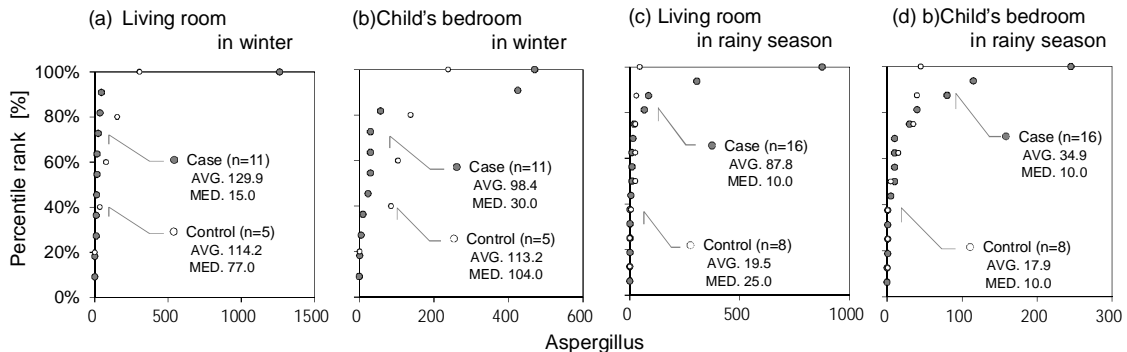 (a) Living room
in winter
(b)Child's bedroom
in winter
(c) Living room
in rainy season
(d) b)Child's bedroom
in rainy season
Percentile rank [%]
100%
80%
60%
40%
20%
0%
Case (n=11)
AVG. 129.9
MED. 15.0
Control (n=5)
AVG. 114.2
MED. 77.0
0 500 1000 1500
Case (n=11)
AVG. 98.4
MED. 30.0
Control (n=5)
AVG. 113.2
MED. 104.0
0 200 400 600
Case (n=16)
AVG. 87.8
MED. 10.0
Control (n=8)
AVG. 19.5
MED. 25.0
0 500 1000
Case (n=16)
AVG. 34.9
MED. 10.0
Control (n=8)
AVG. 17.9
MED. 10.0
0 100 200 300
Aspergillus